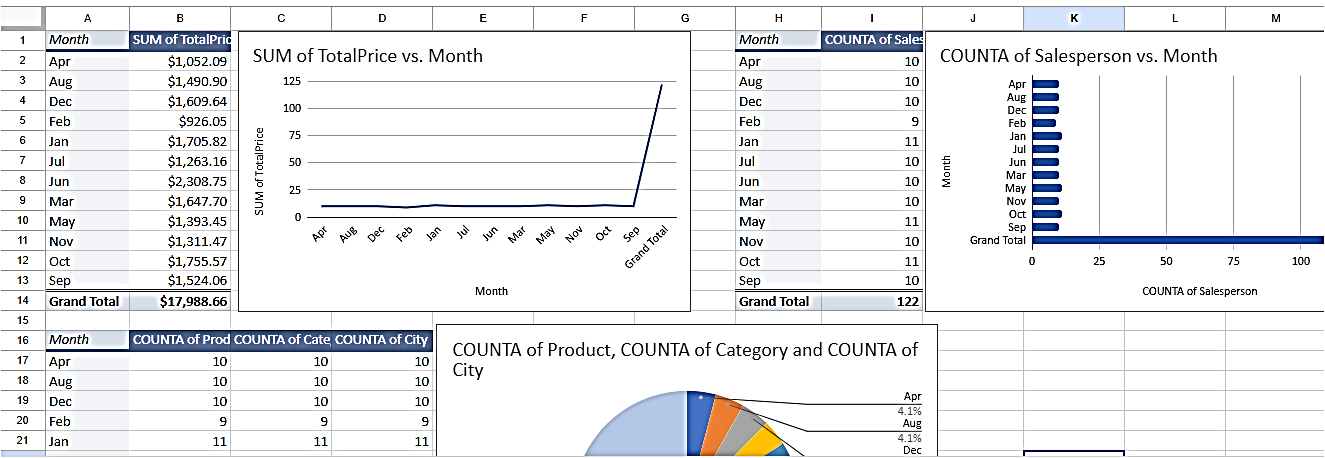 A B C D E F G H I J K L M
1 Month SUM of TotalPric Month COUNTA of Sales
2 Apr $1,052.09 Apr 10
3 Aug $1,490.90 Aug 10
4 Dec $1,609.64 Dec 10
5 Feb $926.05 Feb 9
6 Jan $1,705.82 Jan 11
7 Jul $1,263.16 Jul 10
8 Jun $2,308.75 Jun 10
9 Mar $1,647.70 Mar 10
10 May $1,393.45 May 11
11 Nov $1,311.47 Nov 10
12 Oct $1,755.57 Oct 11
13 Sep $1,524.06 Sep 10
14 Grand Total $17,988.66 Grand Total 122
SUM of TotalPrice vs. Month
SUM of TotalPrice
125
100
75
50
25
0
Apr Aug Dec Feb Jan Jul Jun Mar May Nov Oct Sep Grand Total
Month
COUNTA of Salesperson vs. Month
Month
Apr
Aug
Dec
Feb
Jan
Jul
Jun
Mar
May
Nov
Oct
Sep
Grand Total
0 25 50 75 100
COUNTA of Salesperson
15
16 Month COUNTA of Prod COUNTA of Cate COUNTA of City
17 Apr 10 10 10
18 Aug 10 10 10
19 Dec 10 10 10
20 Feb 9 9 9
21 Jan 11 11 11
COUNTA of Product, COUNTA of Category and COUNTA of
City
Apr
4.1%
Aug
4.1%
Dec